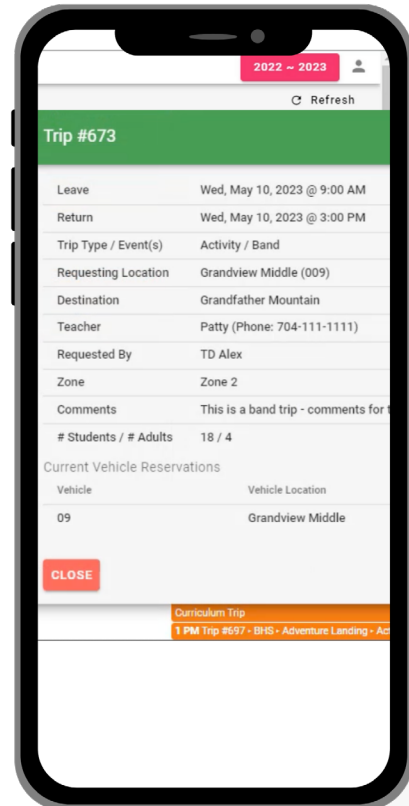 2022 ~ 2023
Refresh
Trip #673
Leave Wed, May 10, 2023 @ 9:00 AM
Return Wed, May 10, 2023 @ 3:00 PM
Trip Type / Event(s) Activity / Band
Requesting Location Grandview Middle (009)
Destination Grandfather Mountain
Teacher Patty (Phone: 704-111-1111)
Requested By TD Alex
Zone Zone 2
Comments This is a band trip - comments for
# Students / # Adults 18 / 4
Current Vehicle Reservations
Vehicle Vehicle Location
09 Grandview Middle
CLOSE
Curriculum Trip
1 PM Trip #697 - BHS - Adventure Landing -